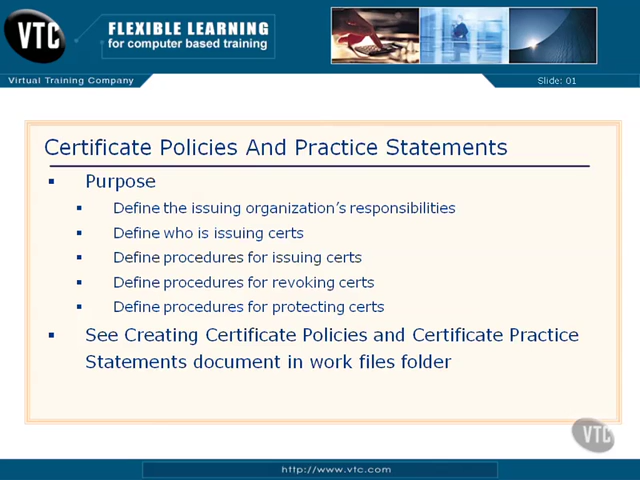 VTC
FLEXIBLE LEARNING
for computer based training
Virtual Training Company
Slide: 01
Certificate Policies And Practice Statements
▪ Purpose
▪ Define the issuing organization's responsibilities
▪ Define who is issuing certs
▪ Define procedures for issuing certs
▪ Define procedures for revoking certs
▪ Define procedures for protecting certs
▪ See Creating Certificate Policies and Certificate Practice
Statements document in work files folder
VTC
http://www.vtc.com